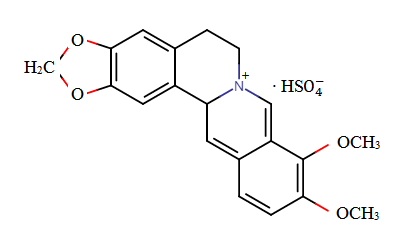 O
H₂C
O
N⁺
· HSO₄⁻
OCH₃
OCH₃